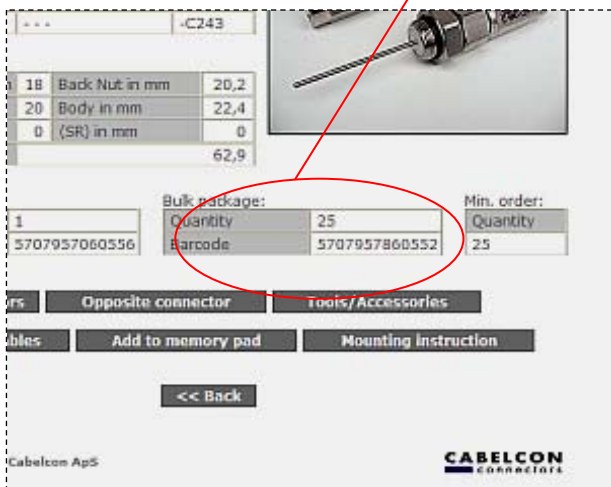 - - - -C243
18 Back Nut in mm 20,2
20 Body in mm 22,4
0 (SR) in mm 0
62,9
Bulk package: Min. order:
1 Quantity 25 Quantity
5707957060556 Barcode 5707957860552 25
rs Opposite connector Tools/Accessories
bles Add to memory pad Mounting instruction
<< Back
Cabelcon ApS CABELCON
connectors